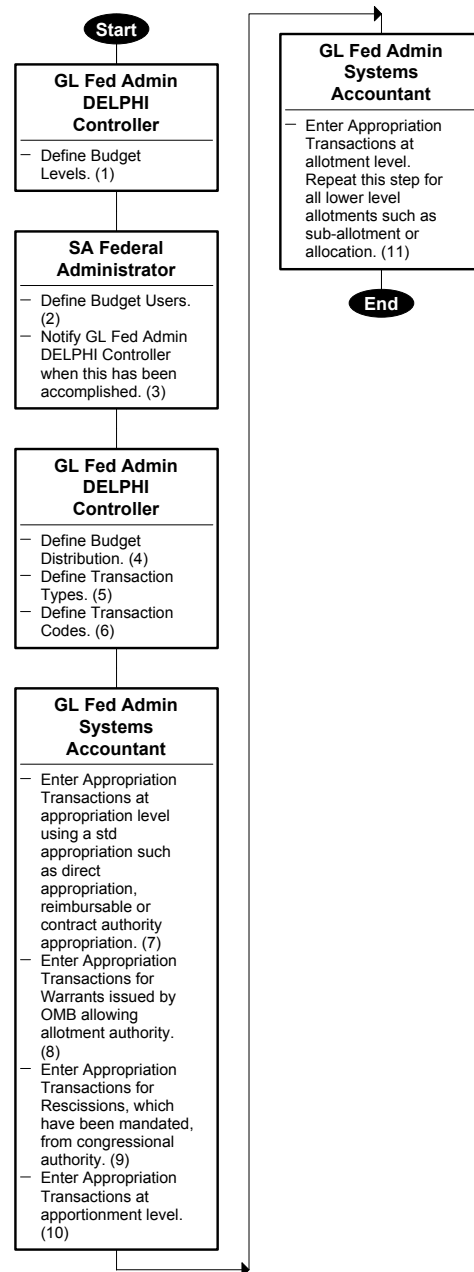 Start
GL Fed Admin
DELPHI
Controller
– Define Budget
Levels. (1)
SA Federal
Administrator
– Define Budget Users.
(2)
– Notify GL Fed Admin
DELPHI Controller
when this has been
accomplished. (3)
GL Fed Admin
DELPHI
Controller
– Define Budget
Distribution. (4)
– Define Transaction
Types. (5)
– Define Transaction
Codes. (6)
GL Fed Admin
Systems
Accountant
– Enter Appropriation
Transactions at
appropriation level
using a std
appropriation such
as direct
appropriation,
reimbursable or
contract authority
appropriation. (7)
– Enter Appropriation
Transactions for
Warrants issued by
OMB allowing
allotment authority.
(8)
– Enter Appropriation
Transactions for
Rescissions, which
have been mandated,
from congressional
authority. (9)
– Enter Appropriation
Transactions at
apportionment level.
(10)
GL Fed Admin
Systems
Accountant
– Enter Appropriation
Transactions at
allotment level.
Repeat this step for
all lower level
allotments such as
sub-allotment or
allocation. (11)
End